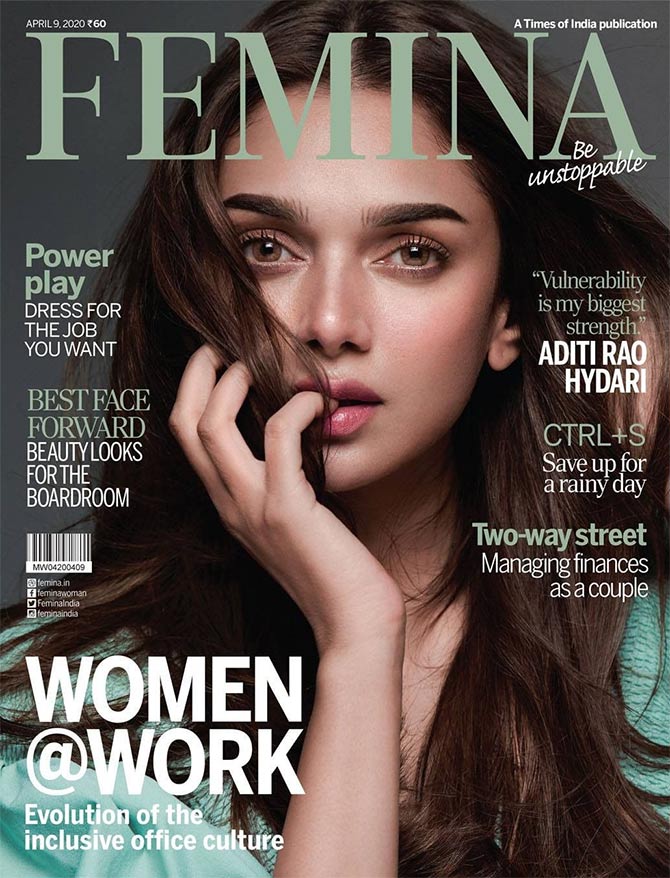 APRIL 9, 2020 ₹60
A Times of India publication
FEMINA
Be
unstoppable
Power
play
DRESS FOR
THE JOB
YOU WANT
BEST FACE
FORWARD
BEAUTY LOOKS
FOR THE
BOARDROOM
MW04200409
femina.in
feminawoman
FeminaIndia
feminaindia
“Vulnerability
is my biggest
strength.”
ADITI RAO
HYDARI
CTRL+S
Save up for
a rainy day
Two-way street
Managing finances
as a couple
WOMEN
@WORK
Evolution of the
inclusive office culture